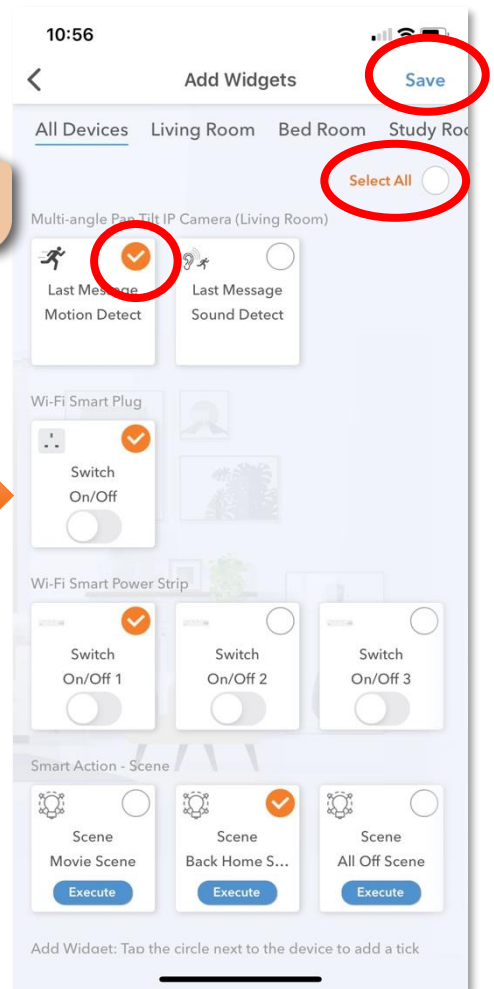 10:56
Add Widgets
Save
All Devices Living Room Bed Room Study Roo
Select All
Multi-angle Pan Tilt IP Camera (Living Room)
Last Message
Motion Detect
Last Message
Sound Detect
Wi-Fi Smart Plug
Switch
On/Off
Wi-Fi Smart Power Strip
Switch
On/Off 1
Switch
On/Off 2
Switch
On/Off 3
Smart Action - Scene
Scene
Movie Scene
Execute
Scene
Back Home S...
Execute
Scene
All Off Scene
Execute
Add Widget: Tap the circle next to the device to add a tick